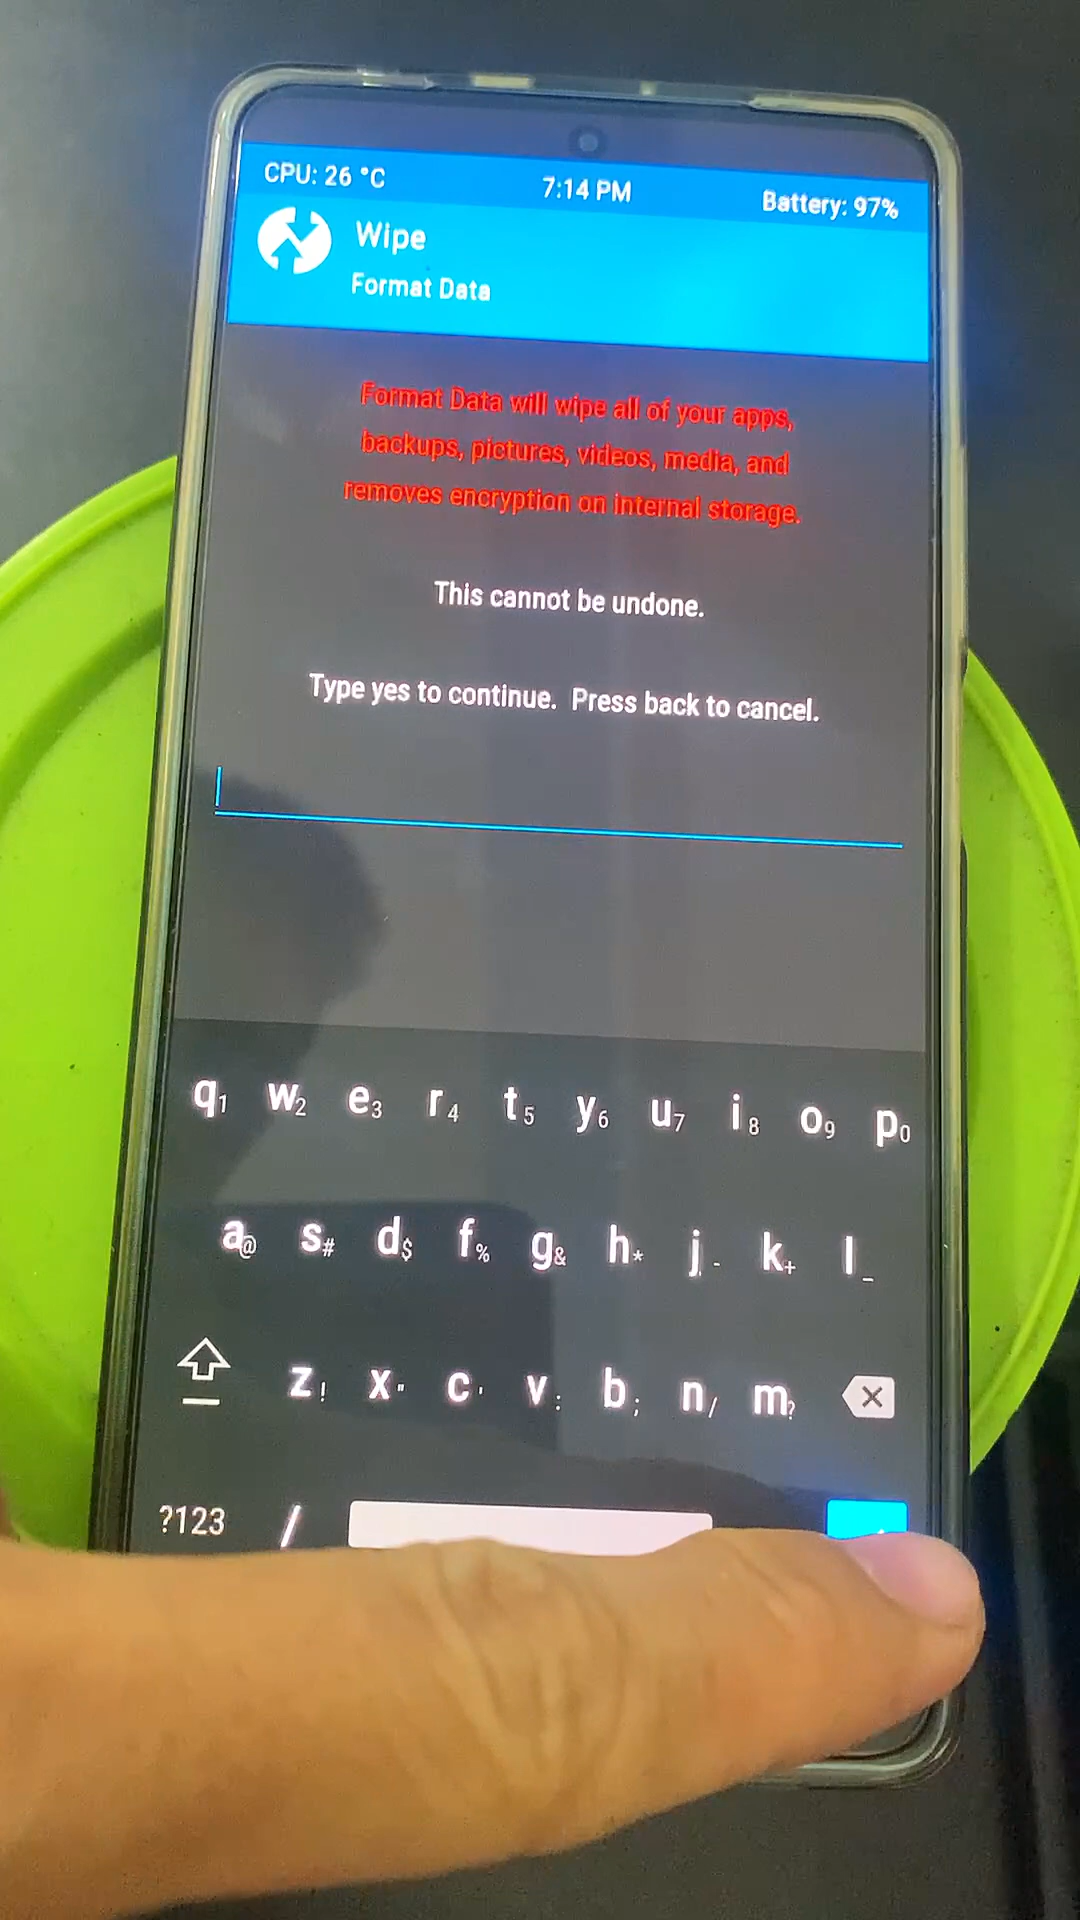 CPU: 26 °C
7:14 PM
Battery: 97%
Wipe
Format Data
Format Data will wipe all of your apps,
backups, pictures, videos, media, and
removes encryption on internal storage.
This cannot be undone.
Type yes to continue. Press back to cancel.
q1 w2 e3 r4 t5 y6 u7 i8 o9 p0
a@ s# d$ f% g& h* j- k+ l_
z! x" c' v: b; n/ m?
?123 /